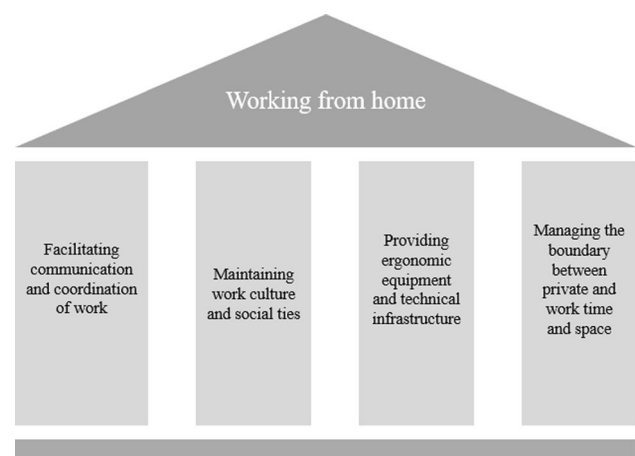 Working from home
Facilitating
communication
and coordination
of work
Maintaining
work culture
and social ties
Providing
ergonomic
equipment
and technical
infrastructure
Managing the
boundary
between
private and
work time
and space